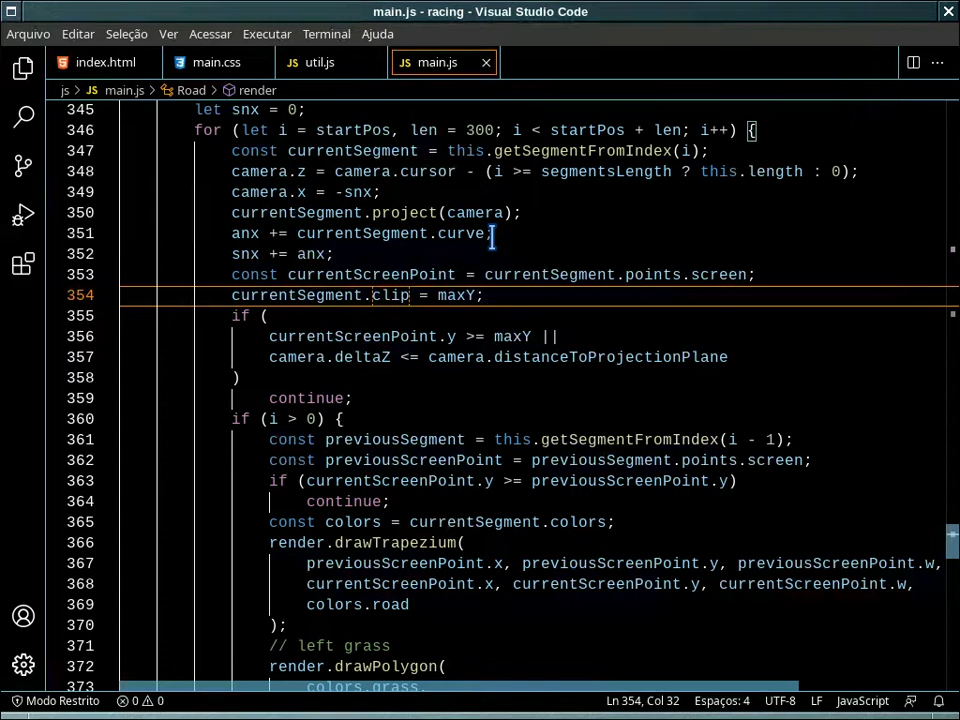 main.js - racing - Visual Studio Code
Arquivo Editar Seleção Ver Acessar Executar Terminal Ajuda
index.html main.css JS util.js JS main.js
js > JS main.js > Road > render
345 let snx = 0;
346 for (let i = startPos, len = 300; i < startPos + len; i++) {
347 const currentSegment = this.getSegmentFromIndex(i);
348 camera.z = camera.cursor - (i >= segmentsLength ? this.length : 0);
349 camera.x = -snx;
350 currentSegment.project(camera);
351 anx += currentSegment.curve;
352 snx += anx;
353 const currentScreenPoint = currentSegment.points.screen;
354 currentSegment.clip = maxY;
355 if (
356 currentScreenPoint.y >= maxY ||
357 camera.deltaZ <= camera.distanceToProjectionPlane
358 )
359 continue;
360 if (i > 0) {
361 const previousSegment = this.getSegmentFromIndex(i - 1);
362 const previousScreenPoint = previousSegment.points.screen;
363 if (currentScreenPoint.y >= previousScreenPoint.y)
364 continue;
365 const colors = currentSegment.colors;
366 render.drawTrapezium(
367 previousScreenPoint.x, previousScreenPoint.y, previousScreenPoint.w,
368 currentScreenPoint.x, currentScreenPoint.y, currentScreenPoint.w,
369 colors.road
370 );
371 // left grass
372 render.drawPolygon(
373 colors.grass,
Modo Restrito 0 0 Ln 354, Col 32 Espaços: 4 UTF-8 LF JavaScript